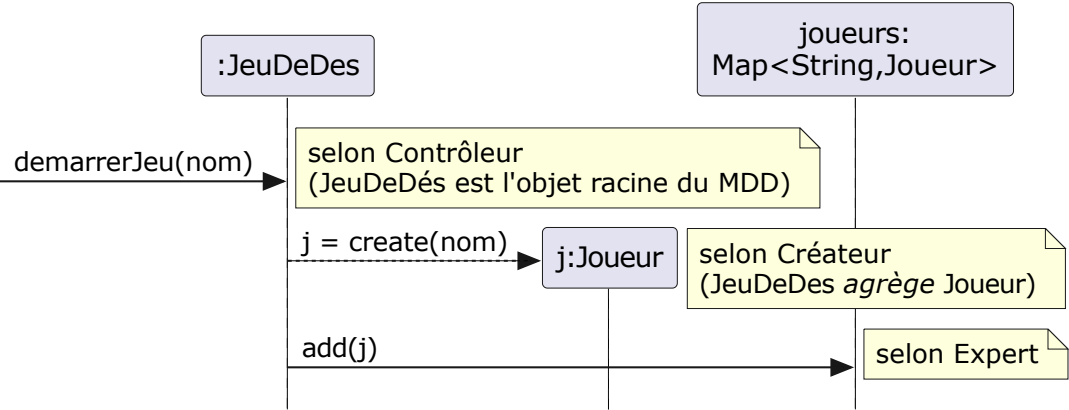 :JeuDeDes
joueurs:
Map<String,Joueur>
demarrerJeu(nom)
selon Contrôleur
(JeuDeDés est l'objet racine du MDD)
j = create(nom)
j:Joueur
selon Créateur
(JeuDeDes agrège Joueur)
add(j)
selon Expert